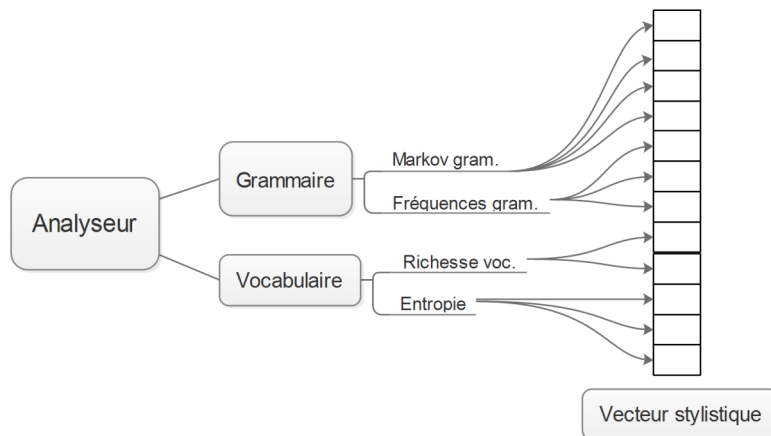 Analyseur
Grammaire
Markov gram.
Fréquences gram.
Vocabulaire
Richesse voc.
Entropie
Vecteur stylistique